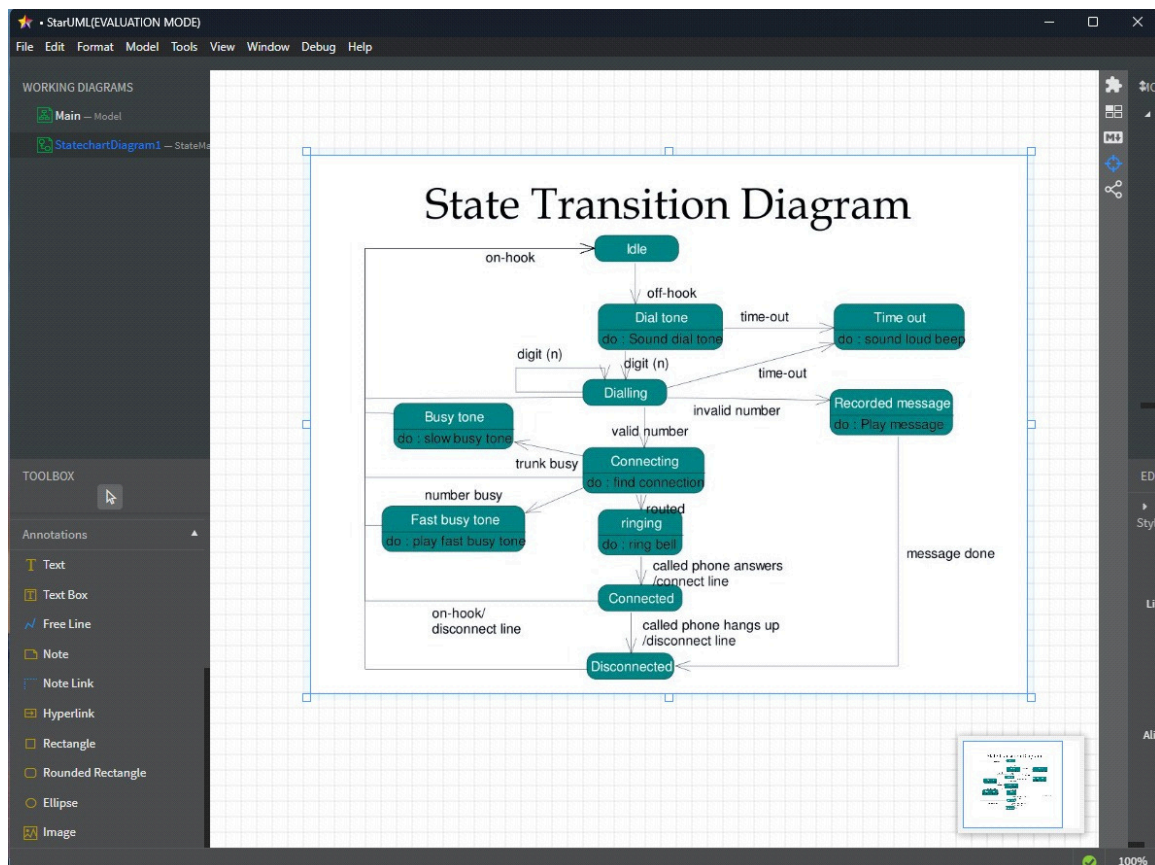 • StarUML(EVALUATION MODE)
File Edit Format Model Tools View Window Debug Help
WORKING DIAGRAMS
Main — Model
StatechartDiagram1 — StateMa
TOOLBOX
Annotations
Text
Text Box
Free Line
Note
Note Link
Hyperlink
Rectangle
Rounded Rectangle
Ellipse
Image
State Transition Diagram
Idle
on-hook
off-hook
Dial tone
do : Sound dial tone
time-out
Time out
do : sound loud beep
digit (n)
digit (n)
time-out
Dialling
invalid number
Recorded message
do : Play message
Busy tone
do : slow busy tone
valid number
trunk busy
Connecting
do : find connection
number busy
routed
Fast busy tone
do : play fast busy tone
ringing
do : ring bell
message done
called phone answers
/connect line
Connected
on-hook/
disconnect line
called phone hangs up
/disconnect line
Disconnected
ED
Styl
Li
Ali
100%